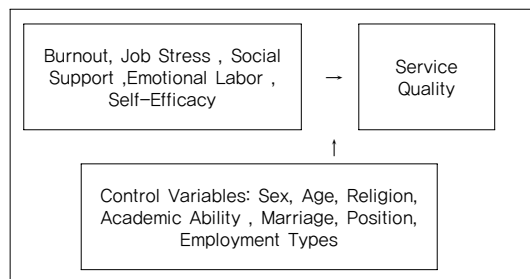 Burnout, Job Stress , Social
Support ,Emotional Labor ,
Self-Efficacy
→
Service
Quality
↑
Control Variables: Sex, Age, Religion,
Academic Ability , Marriage, Position,
Employment Types